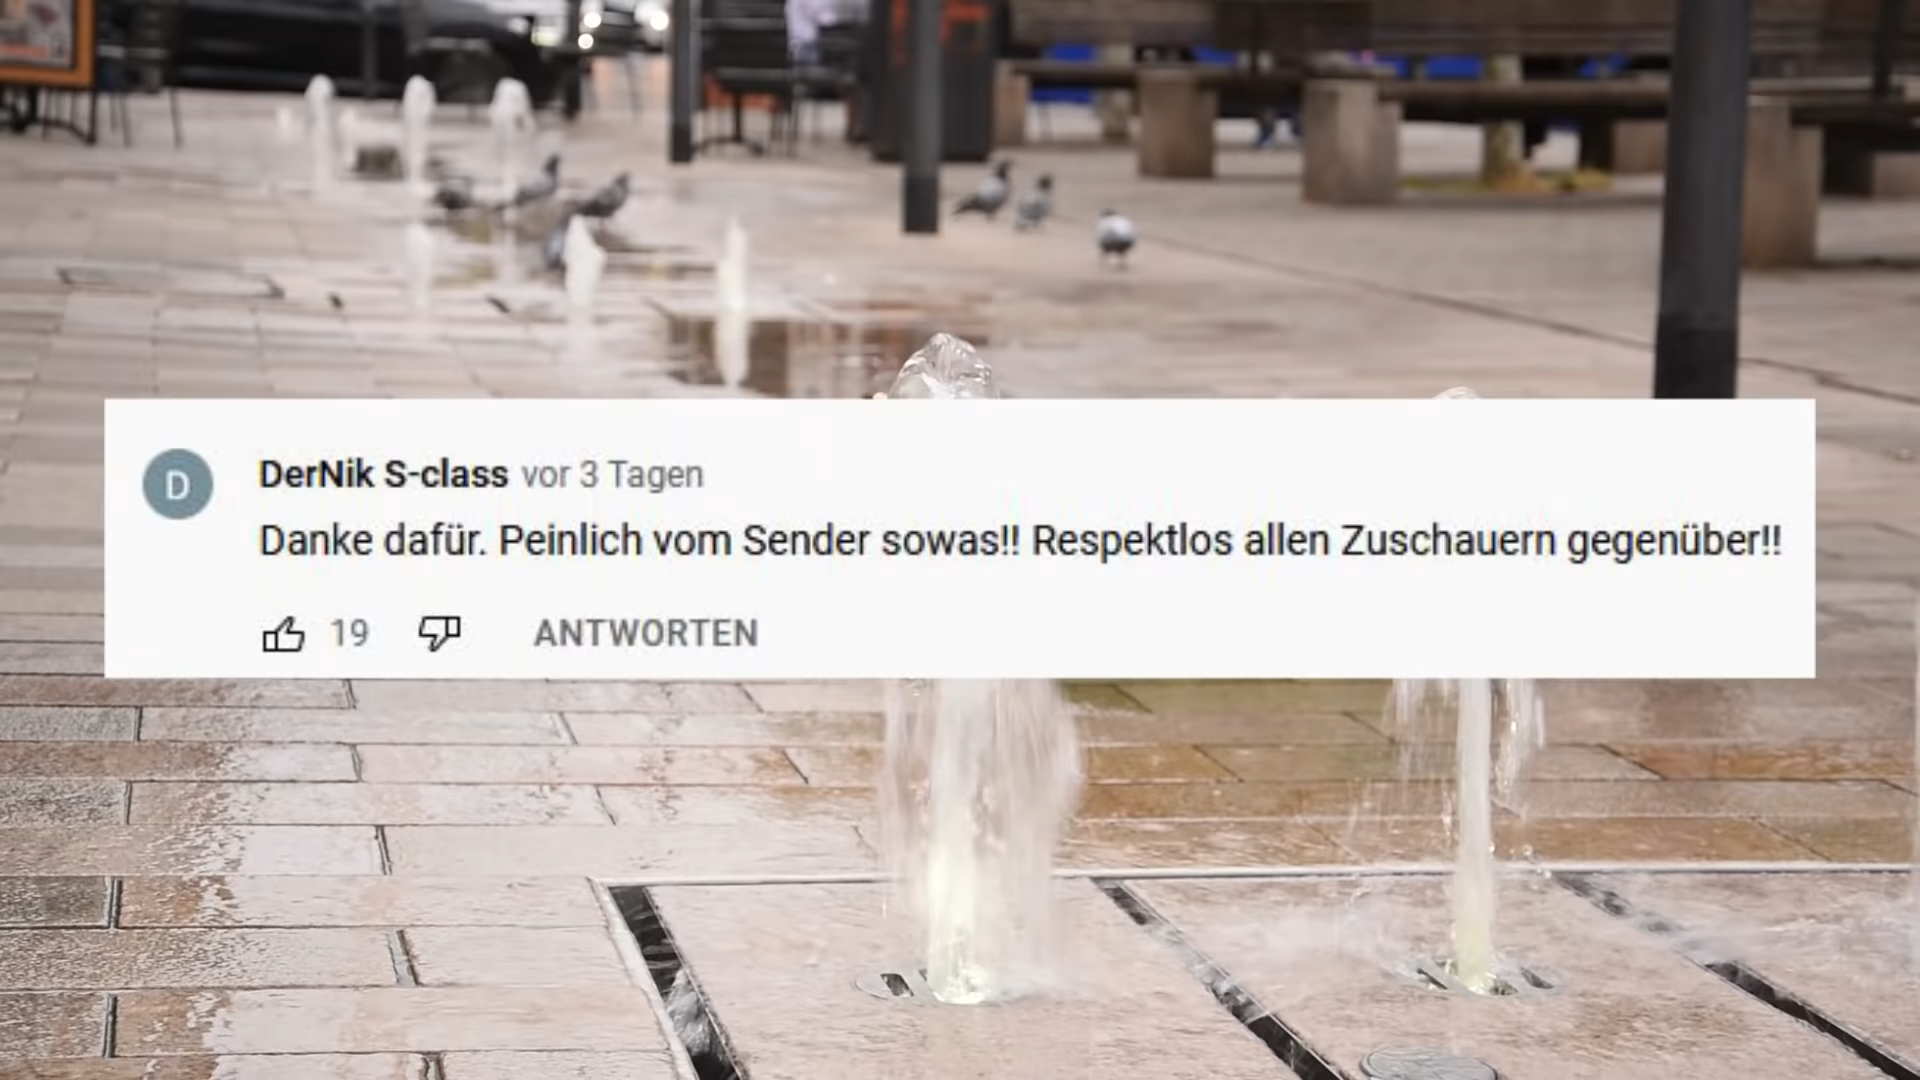 D
DerNik S-class vor 3 Tagen
Danke dafür. Peinlich vom Sender sowas!! Respektlos allen Zuschauern gegenüber!!
19
ANTWORTEN